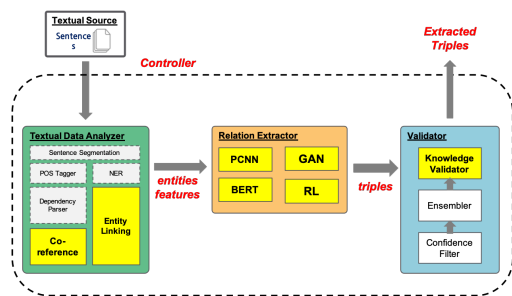 Textual Source
Sentence
s
Controller
Extracted
Triples
Textual Data Analyzer
Sentence Segmentation
POS Tagger
NER
Dependency
Parser
Entity
Linking
Co-
reference
entities
features
Relation Extractor
PCNN
GAN
BERT
RL
triples
Validator
Knowledge
Validator
Ensembler
Confidence
Filter